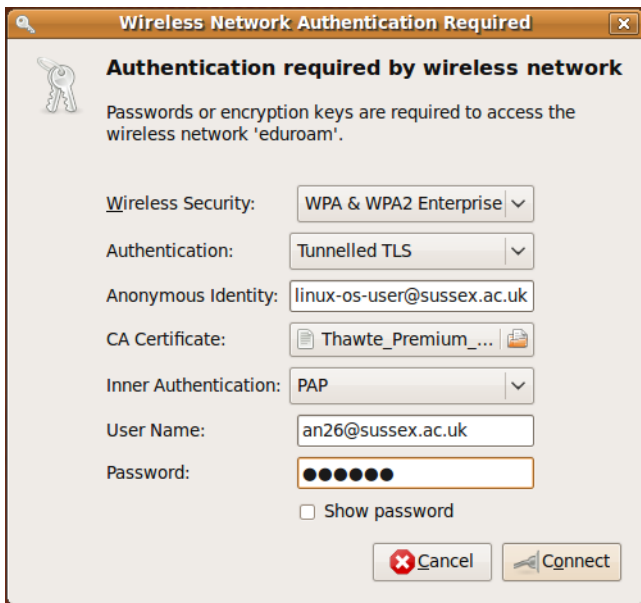 Wireless Network Authentication Required
Authentication required by wireless network
Passwords or encryption keys are required to access the
wireless network 'eduroam'.
Wireless Security: WPA & WPA2 Enterprise
Authentication: Tunnelled TLS
Anonymous Identity: linux-os-user@sussex.ac.uk
CA Certificate: Thawte_Premium_...
Inner Authentication: PAP
User Name: an26@sussex.ac.uk
Password: ●●●●●●
Show password
Cancel Connect